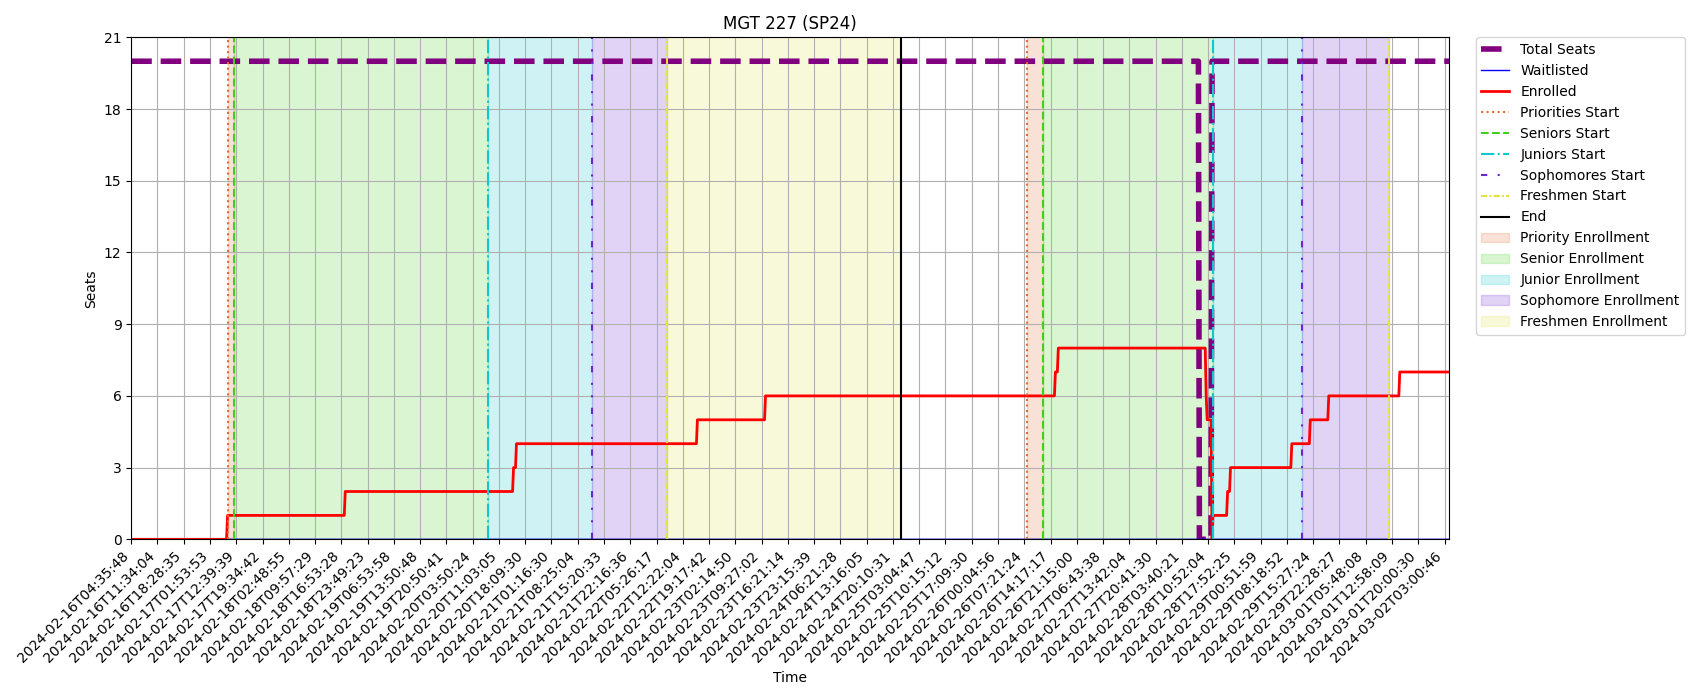 MGT 227 (SP24)
21
18
15
12
9
6
3
0
Seats
2024-02-16T04:35:48
2024-02-16T11:34:04
2024-02-16T18:28:35
2024-02-17T01:53:53
2024-02-17T12:39:39
2024-02-17T19:34:42
2024-02-18T02:48:55
2024-02-18T09:57:29
2024-02-18T16:53:28
2024-02-18T23:49:23
2024-02-19T06:53:58
2024-02-19T13:50:48
2024-02-19T20:50:41
2024-02-20T03:50:24
2024-02-20T11:03:05
2024-02-20T18:09:30
2024-02-21T01:16:30
2024-02-21T08:25:04
2024-02-21T15:20:33
2024-02-21T22:16:36
2024-02-22T05:26:17
2024-02-22T12:22:04
2024-02-22T19:17:42
2024-02-23T02:14:50
2024-02-23T09:27:02
2024-02-23T16:21:14
2024-02-23T23:15:39
2024-02-24T06:21:28
2024-02-24T13:16:05
2024-02-24T20:10:31
2024-02-25T03:04:47
2024-02-25T10:15:12
2024-02-25T17:09:30
2024-02-26T00:04:56
2024-02-26T07:21:24
2024-02-26T14:17:17
2024-02-26T21:15:00
2024-02-27T06:43:38
2024-02-27T13:42:04
2024-02-27T20:41:30
2024-02-28T03:40:21
2024-02-28T10:52:04
2024-02-28T17:52:25
2024-02-29T00:51:59
2024-02-29T08:18:52
2024-02-29T15:27:24
2024-02-29T22:28:27
2024-03-01T05:48:08
2024-03-01T12:58:09
2024-03-01T20:00:30
2024-03-02T03:00:46
Time
Total Seats
Waitlisted
Enrolled
Priorities Start
Seniors Start
Juniors Start
Sophomores Start
Freshmen Start
End
Priority Enrollment
Senior Enrollment
Junior Enrollment
Sophomore Enrollment
Freshmen Enrollment